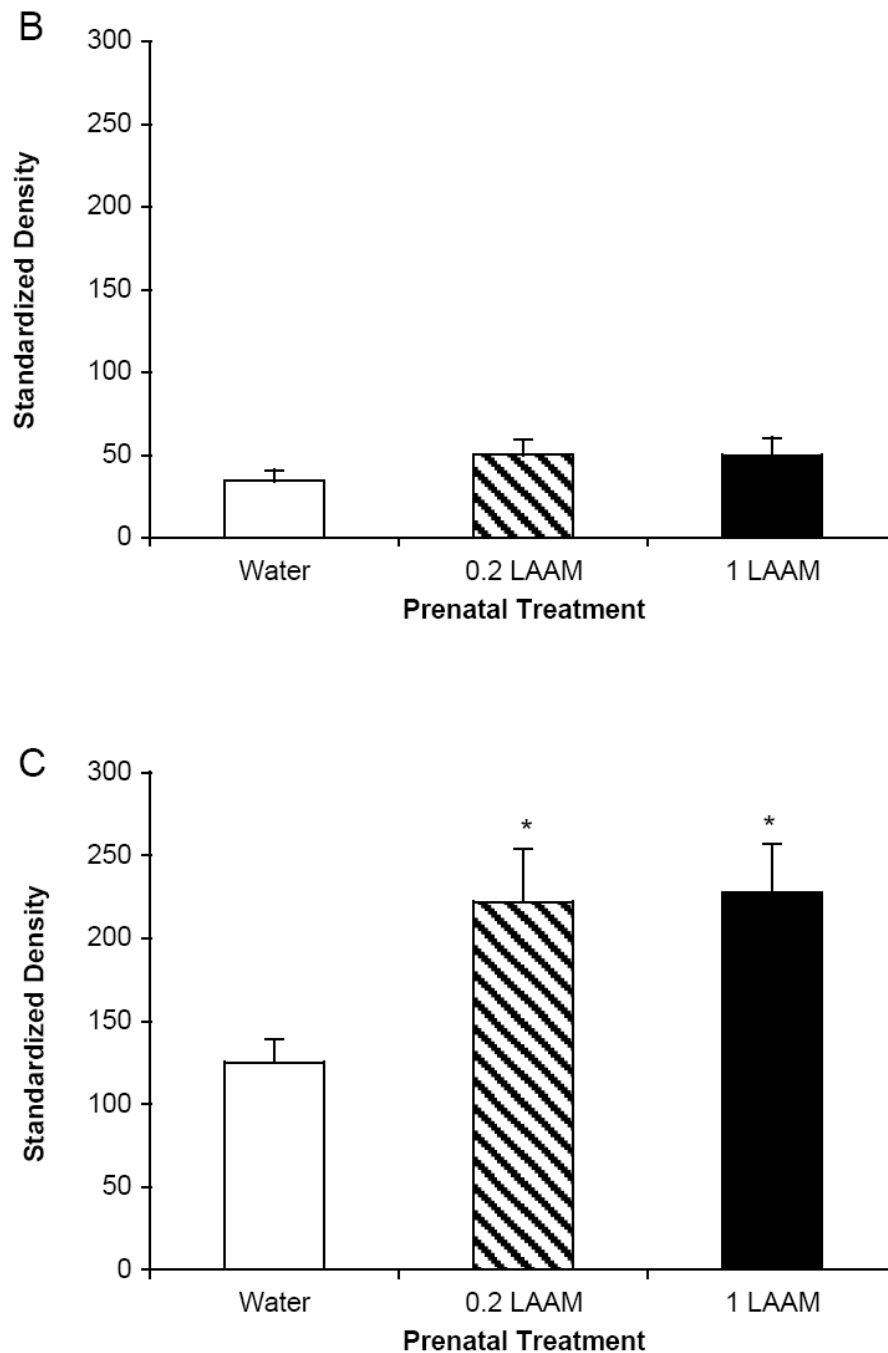 B
300
250
200
150
100
50
0
Standardized Density
Water 0.2 LAAM 1 LAAM
Prenatal Treatment
C
300
250
200
150
100
50
0
Standardized Density
* *
Water 0.2 LAAM 1 LAAM
Prenatal Treatment